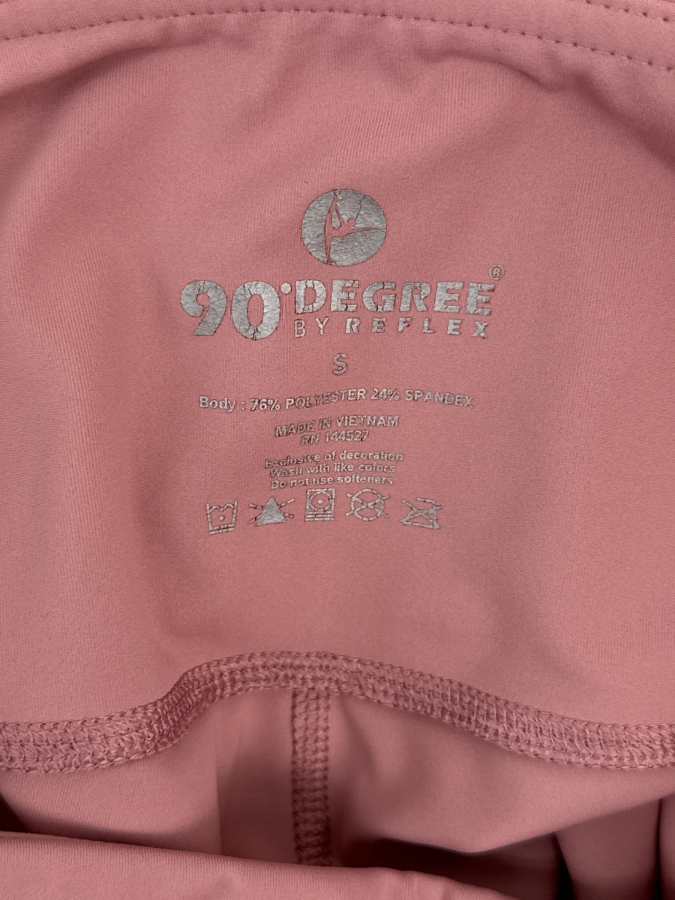 90°DEGREE®
BY REFLEX
S
Body : 76% POLYESTER 24% SPANDEX
MADE IN VIETNAM
RN 144527
Exclusive of decoration
Wash with like colors
Do not use softeners